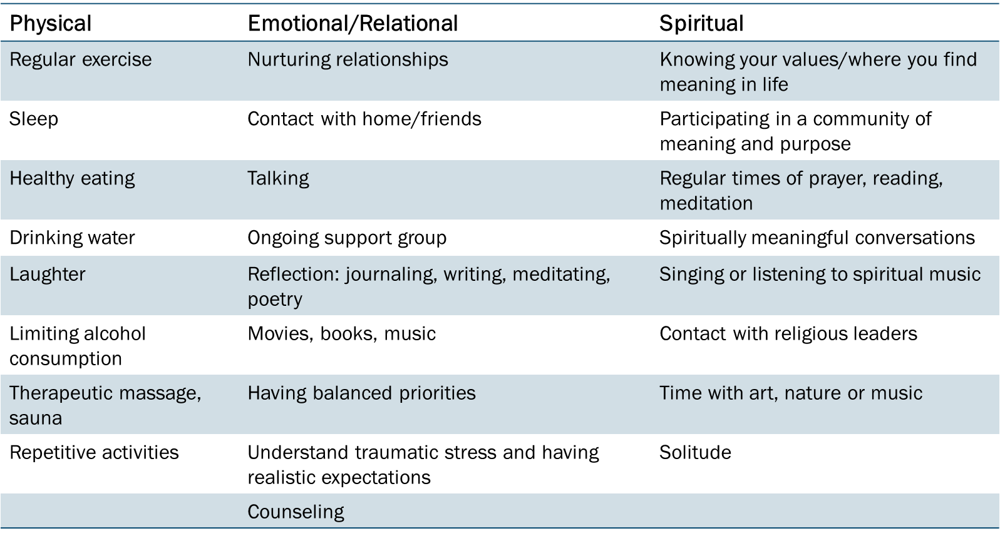 Physical Emotional/Relational Spiritual
Regular exercise Nurturing relationships Knowing your values/where you find
meaning in life
Sleep Contact with home/friends Participating in a community of
meaning and purpose
Healthy eating Talking Regular times of prayer, reading,
meditation
Drinking water Ongoing support group Spiritually meaningful conversations
Laughter Reflection: journaling, writing, meditating, Singing or listening to spiritual music
poetry
Limiting alcohol Movies, books, music Contact with religious leaders
consumption
Therapeutic massage, Having balanced priorities Time with art, nature or music
sauna
Repetitive activities Understand traumatic stress and having Solitude
realistic expectations
Counseling